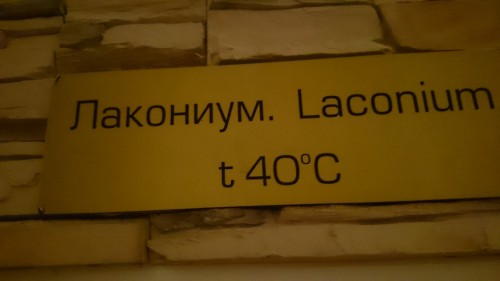 Лакониум. Laconium
t 40°C